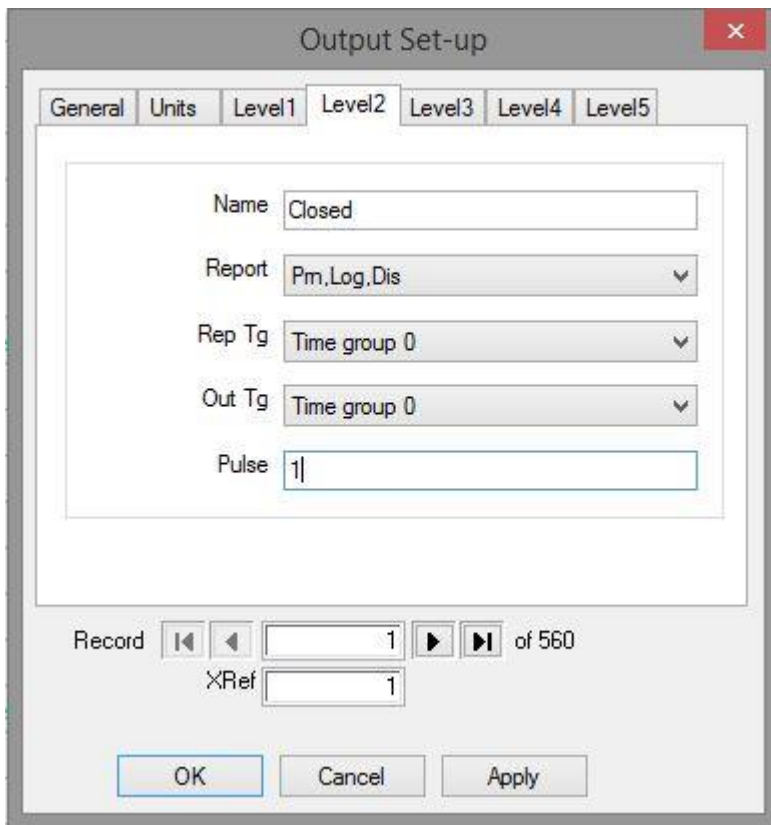 Output Set-up
General Units Level1 Level2 Level3 Level4 Level5
Name Closed
Report Prn,Log,Dis
Rep Tg Time group 0
Out Tg Time group 0
Pulse 1
Record 1 of 560
XRef 1
OK Cancel Apply